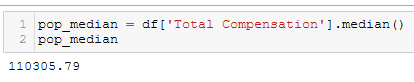 1 pop_median = df['Total Compensation'].median()
2 pop_median
110305.79